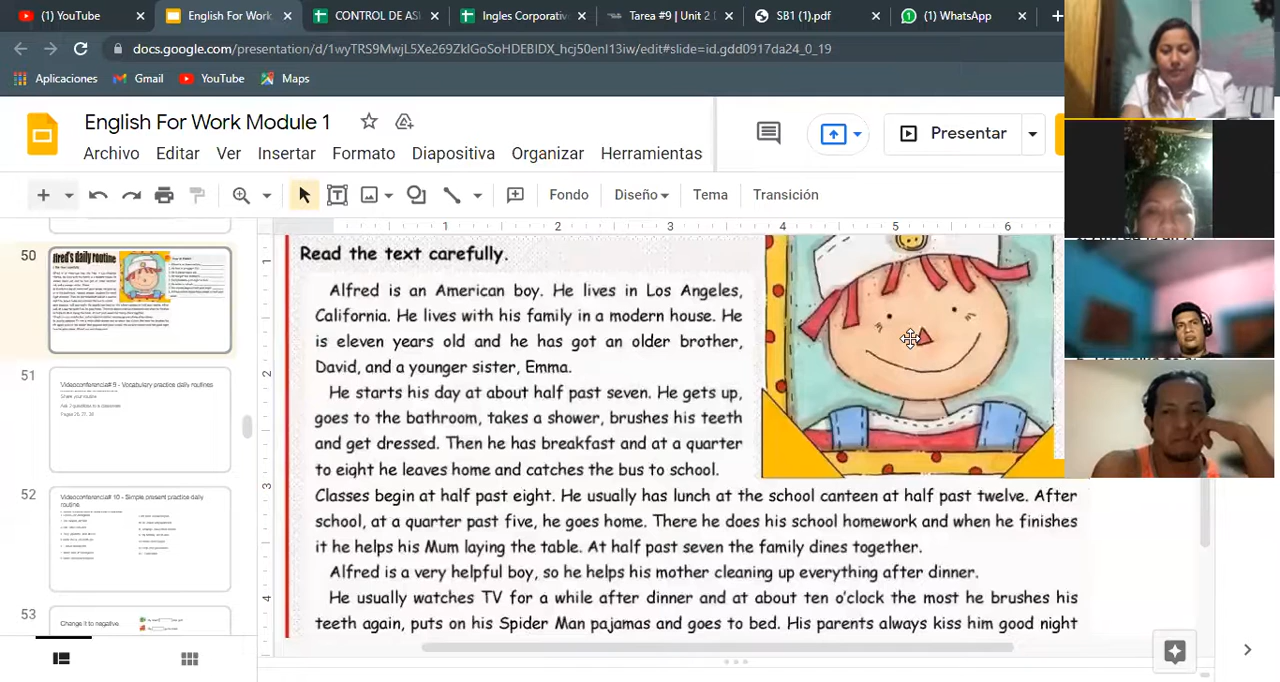 (1) YouTube
English For Work
CONTROL DE AS
Ingles Corporativ
Tarea #9 | Unit 2
SB1 (1).pdf
(1) WhatsApp
docs.google.com/presentation/d/1wyTRS9MwjL5Xe269ZklGoSoHDEBIDX_hcj50enI13iw/edit#slide=id.gdd0917da24_0_19
Aplicaciones
Gmail
YouTube
Maps
English For Work Module 1
Archivo
Editar
Ver
Insertar
Formato
Diapositiva
Organizar
Herramientas
Presentar
Fondo
Diseño
Tema
Transición
1
2
3
4
5
6
1
2
3
4
50
51
Videoconferencia# 9 - Vocabulary practice daily routines
52
Videoconferencia# 10 - Simple present practice daily
routine
53
Change it to negative
Read the text carefully.
Alfred is an American boy. He lives in Los Angeles,
California. He lives with his family in a modern house. He
is eleven years old and he has got an older brother,
David, and a younger sister, Emma.
He starts his day at about half past seven. He gets up,
goes to the bathroom, takes a shower, brushes his teeth
and get dressed. Then he has breakfast and at a quarter
to eight he leaves home and catches the bus to school.
Classes begin at half past eight. He usually has lunch at the school canteen at half past twelve. After
school, at a quarter past five, he goes home. There he does his school homework and when he finishes
it he helps his Mum laying the table. At half past seven the family dines together.
Alfred is a very helpful boy, so he helps his mother cleaning up everything after dinner.
He usually watches TV for a while after dinner and at about ten o'clock the most he brushes his
teeth again, puts on his Spider Man pajamas and goes to bed. His parents always kiss him good night